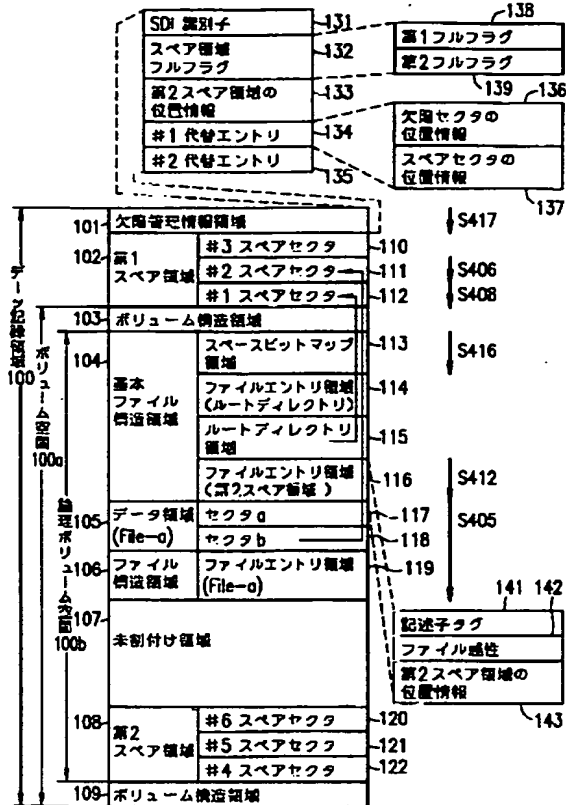 SDI 識別子
131
スペア領域
フルフラグ
132
第2スペア領域の
位置情報
133
#1 代替エントリ
134
#2 代替エントリ
135
138
第1フルフラグ
第2フルフラグ
139
136
欠陥セクタの
位置情報
スペアセクタの
位置情報
137
データ記録領域
100
ボリューム空間
100a
論理ボリューム空間
100b
101
欠陥管理情報領域
S417
102
第1
スペア領域
#3 スペアセクタ
110
#2 スペアセクタ
111
S406
#1 スペアセクタ
112
S408
103
ボリューム構造領域
104
基本
ファイル
構造領域
スペースビットマップ
領域
113
S416
ファイルエントリ領域
(ルートディレクトリ)
114
ルートディレクトリ
領域
115
ファイルエントリ領域
(第2スペア領域)
116
S412
105
データ領域
(File-a)
セクタa
117
セクタb
118
S405
106
ファイル
構造領域
ファイルエントリ領域
(File-a)
119
107
未割付け領域
141
142
記述子タグ
ファイル感性
第2スペア領域の
位置情報
143
108
第2
スペア領域
#6 スペアセクタ
120
#5 スペアセクタ
121
#4 スペアセクタ
122
109
ボリューム構造領域